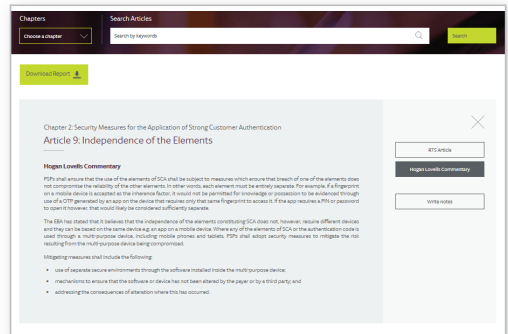 Chapters
Search Articles
Choose a chapter
Search by keywords
Search
Download Report
Chapter 2: Security Measures for the Application of Strong Customer Authentication
Article 9: Independence of the Elements
Hogan Lovells Commentary
PSPs shall ensure that the use of the elements of SCA shall be subject to measures which ensure that breach of one of the elements does
not compromise the reliability of the other elements. In other words, each element must be entirely separate. For example, if a fingerprint
on a mobile device is accepted as the inherence factor, it would not be permitted for knowledge or possession to be evidenced through
use of a OTP generated by an app on the device that requires only that same fingerprint to access it. If the app requires a PIN or password
to open it however, that would likely be considered sufficiently separate.
The EBA has stated that it believes that the independence of the elements constituting SCA does not, however, require different devices
and they can be based on the same device e.g. an app on a mobile device. Where any of the elements of SCA or the authentication code is
used through a multi-purpose device, including mobile phones and tablets, PSPs shall adopt security measures to mitigate the risk
resulting from the multi-purpose device being compromised.
Mitigating measures shall include the following:
• use of separate secure environments through the software installed inside the multi-purpose device;
• mechanisms to ensure that the software or device has not been altered by the payer or by a third party; and
• addressing the consequences of alteration where this has occurred.
RTS Article
Hogan Lovells Commentary
Write notes